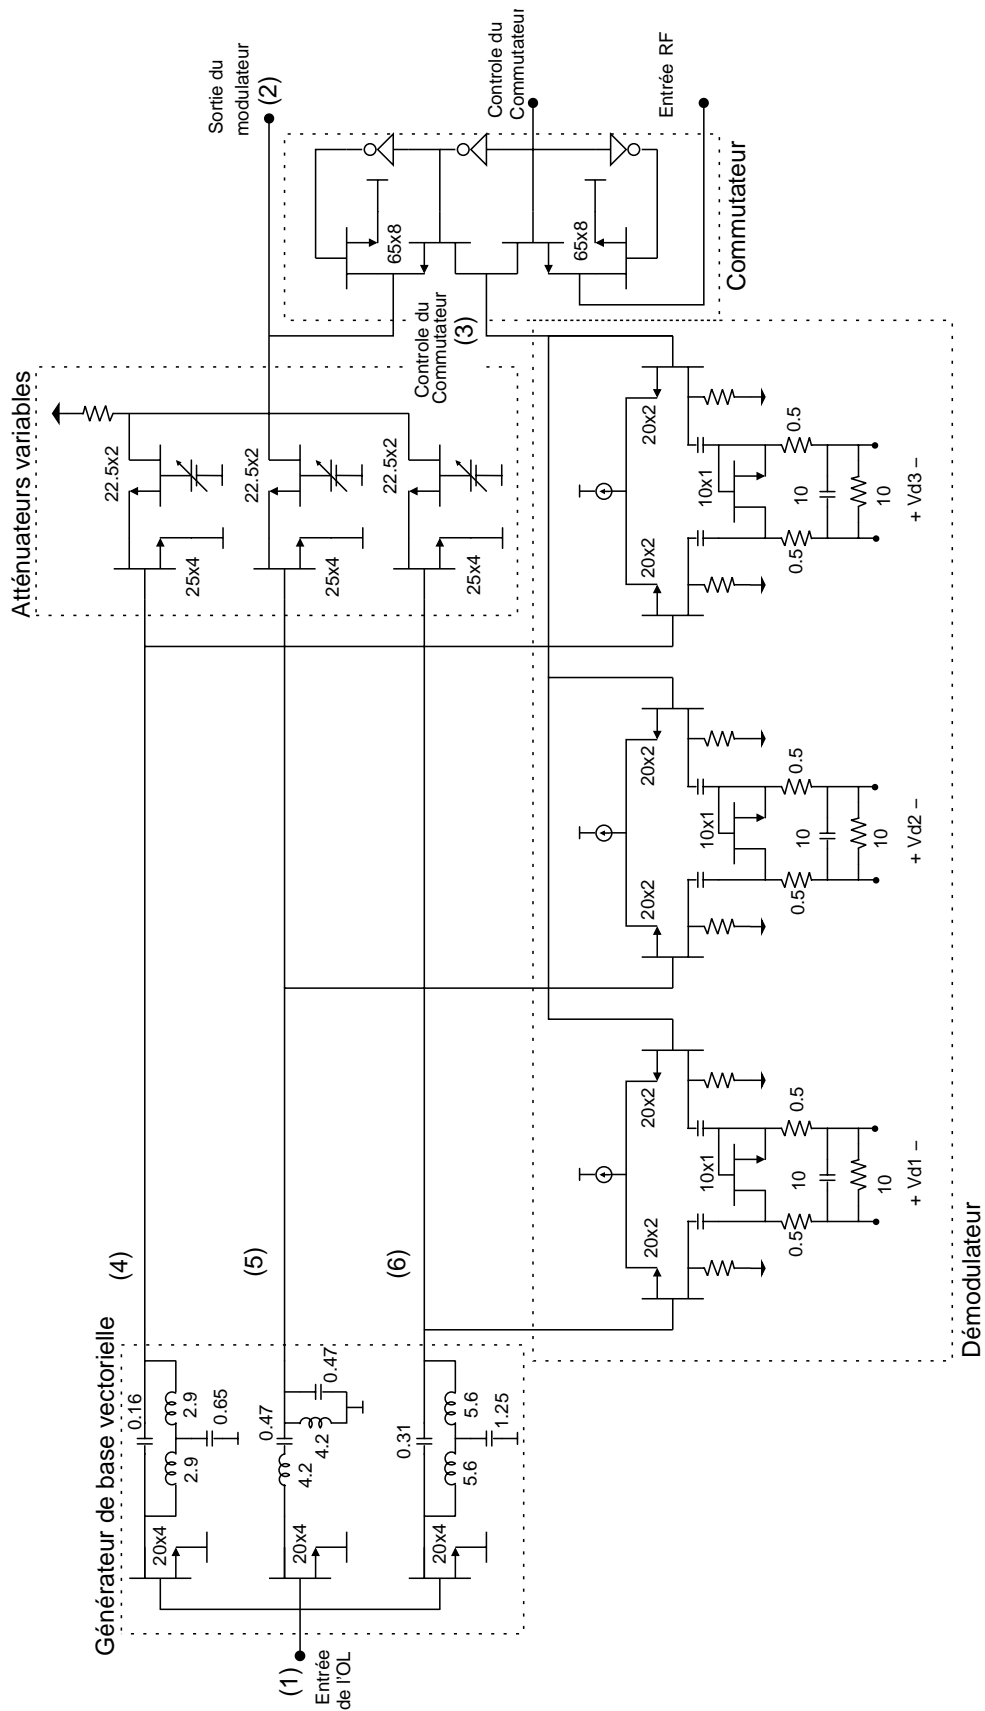 Générateur de base vectorielle
(1)
Entrée
de l'OL
20x4
20x4
20x4
0.16
2.9
2.9
0.65
0.47
4.2
4.2
0.47
0.31
5.6
5.6
1.25
(4)
(5)
(6)
Atténuateurs variables
22.5x2
25x4
22.5x2
25x4
22.5x2
25x4
Sortie du
modulateur
(2)
Controle du
Commutateur
(3)
65x8
65x8
Controle du
Commutateur
Entrée RF
Commutateur
20x2
20x2
10x1
0.5
0.5
10
10
+ Vd1 −
20x2
20x2
10x1
0.5
0.5
10
10
+ Vd2 −
20x2
20x2
10x1
0.5
0.5
10
10
+ Vd3 −
Démodulateur